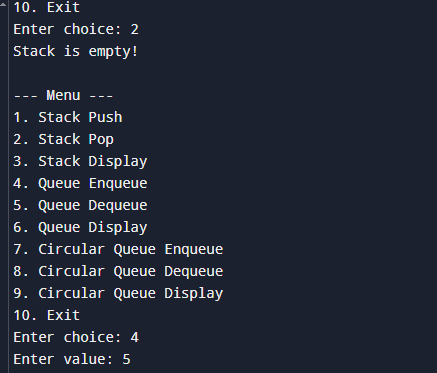 10. Exit
Enter choice: 2
Stack is empty!
--- Menu ---
1. Stack Push
2. Stack Pop
3. Stack Display
4. Queue Enqueue
5. Queue Dequeue
6. Queue Display
7. Circular Queue Enqueue
8. Circular Queue Dequeue
9. Circular Queue Display
10. Exit
Enter choice: 4
Enter value: 5